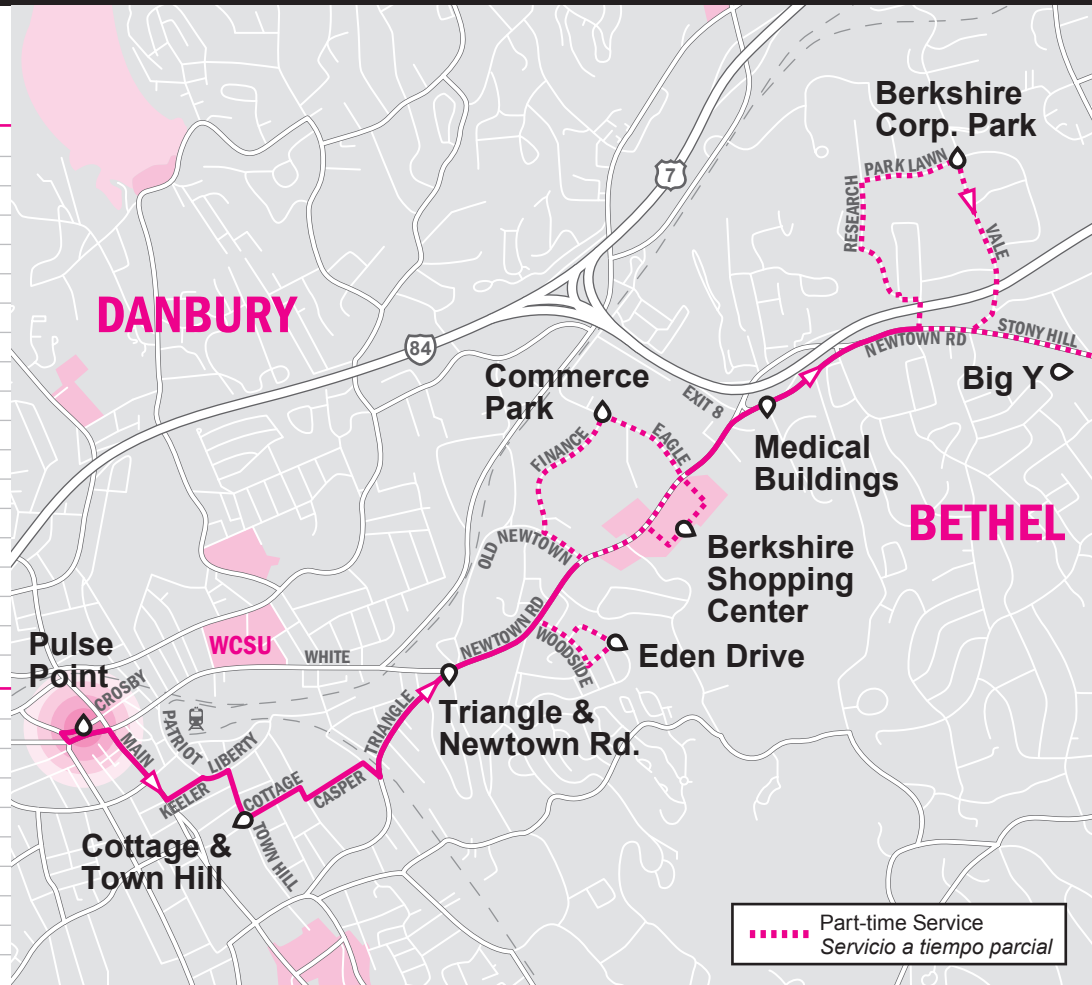 Berkshire
Corp. Park
PARK LAWN
7
RESEARCH
VALE
DANBURY
84
STONY HILL
NEWTOWN RD
Big Y
Commerce
Park
EXIT 8
EAGLE
FINANCE
Medical
Buildings
BETHEL
OLD NEWTOWN
Berkshire
Shopping
Center
NEWTOWN RD
WOODSIDE
Eden Drive
WCSU
WHITE
Pulse
Point
CROSBY
TRIANGLE
Triangle &
Newtown Rd.
MAIN
PATRIOT
LIBERTY
KEELER
COTTAGE
CASPER
TOWN HILL
Cottage &
Town Hill
Part-time Service
Servicio a tiempo parcial